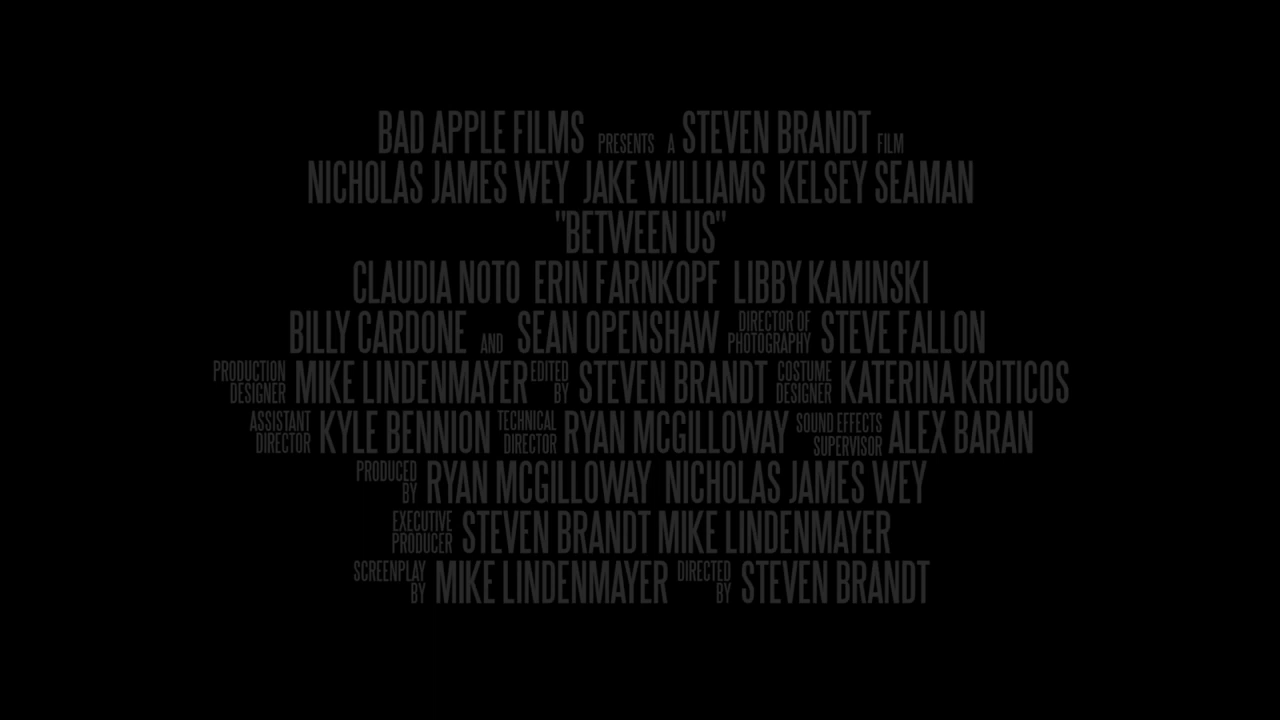 BAD APPLE FILMS PRESENTS A STEVEN BRANDT FILM
NICHOLAS JAMES WEY JAKE WILLIAMS KELSEY SEAMAN
"BETWEEN US"
CLAUDIA NOTO ERIN FARNKOPF LIBBY KAMINSKI
BILLY CARDONE AND SEAN OPENSHAW DIRECTOR OF PHOTOGRAPHY STEVE FALLON
PRODUCTION DESIGNER MIKE LINDENMAYER EDITED BY STEVEN BRANDT COSTUME DESIGNER KATERINA KRITICOS
ASSISTANT DIRECTOR KYLE BENNION TECHNICAL DIRECTOR RYAN MCGILLOWAY SOUND EFFECTS SUPERVISOR ALEX BARAN
PRODUCED BY RYAN MCGILLOWAY NICHOLAS JAMES WEY
EXECUTIVE PRODUCER STEVEN BRANDT MIKE LINDENMAYER
SCREENPLAY BY MIKE LINDENMAYER DIRECTED BY STEVEN BRANDT